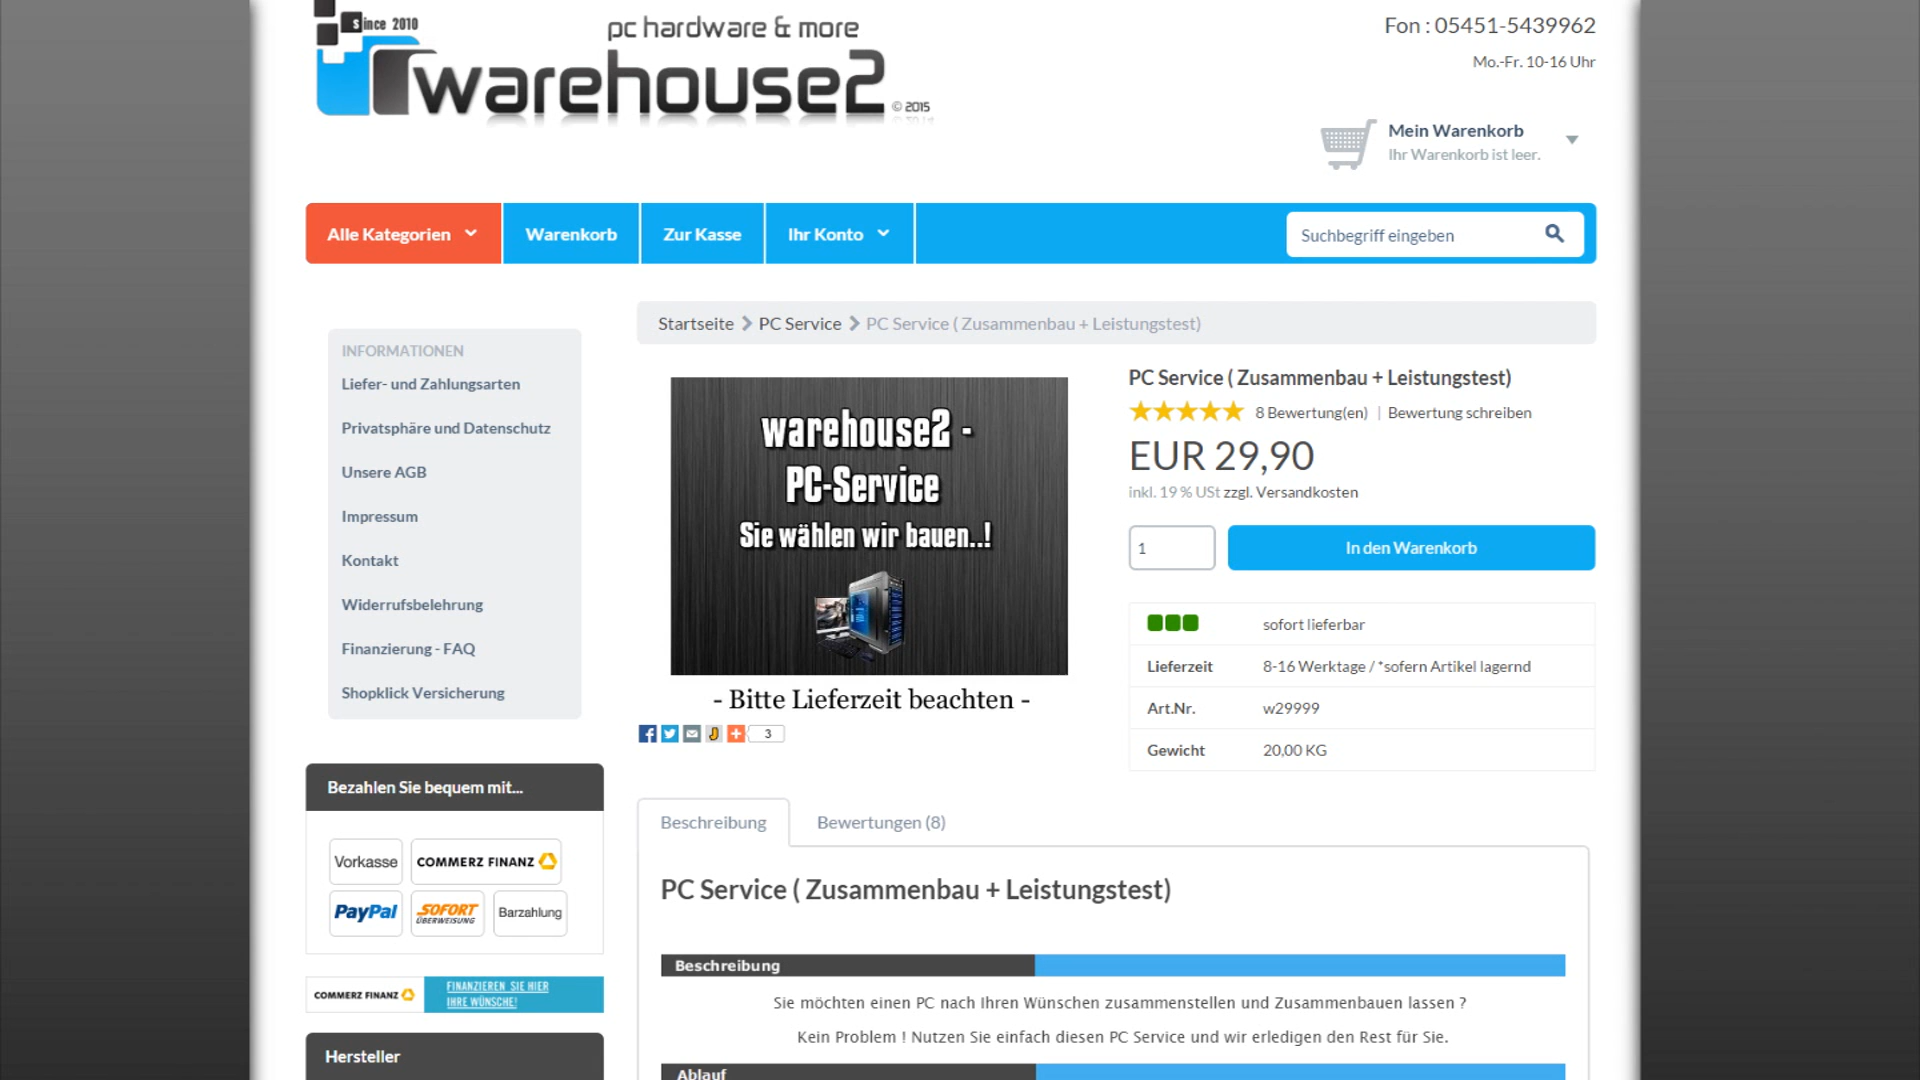 since 2010
pc hardware & more
warehouse2
© 2015
Fon : 05451-5439962
Mo.-Fr. 10-16 Uhr
Mein Warenkorb
Ihr Warenkorb ist leer.
Alle Kategorien
Warenkorb
Zur Kasse
Ihr Konto
Suchbegriff eingeben
Startseite
PC Service
PC Service ( Zusammenbau + Leistungstest)
INFORMATIONEN
Liefer- und Zahlungsarten
Privatsphäre und Datenschutz
Unsere AGB
Impressum
Kontakt
Widerrufsbelehrung
Finanzierung - FAQ
Shopklick Versicherung
warehouse2 -
PC-Service
Sie wählen wir bauen..!
- Bitte Lieferzeit beachten -
3
PC Service ( Zusammenbau + Leistungstest)
8 Bewertung(en) | Bewertung schreiben
EUR 29,90
inkl. 19 % USt zzgl. Versandkosten
1
In den Warenkorb
sofort lieferbar
Lieferzeit 8-16 Werktage / *sofern Artikel lagernd
Art.Nr. w29999
Gewicht 20,00 KG
Bezahlen Sie bequem mit...
Vorkasse
COMMERZ FINANZ
PayPal
SOFORT
ÜBERWEISUNG
Barzahlung
COMMERZ FINANZ
FINANZIEREN SIE HIER
IHRE WÜNSCHE!
Hersteller
Beschreibung
Bewertungen (8)
PC Service ( Zusammenbau + Leistungstest)
Beschreibung
Sie möchten einen PC nach Ihren Wünschen zusammenstellen und Zusammenbauen lassen ?
Kein Problem ! Nutzen Sie einfach diesen PC Service und wir erledigen den Rest für Sie.
Ablauf